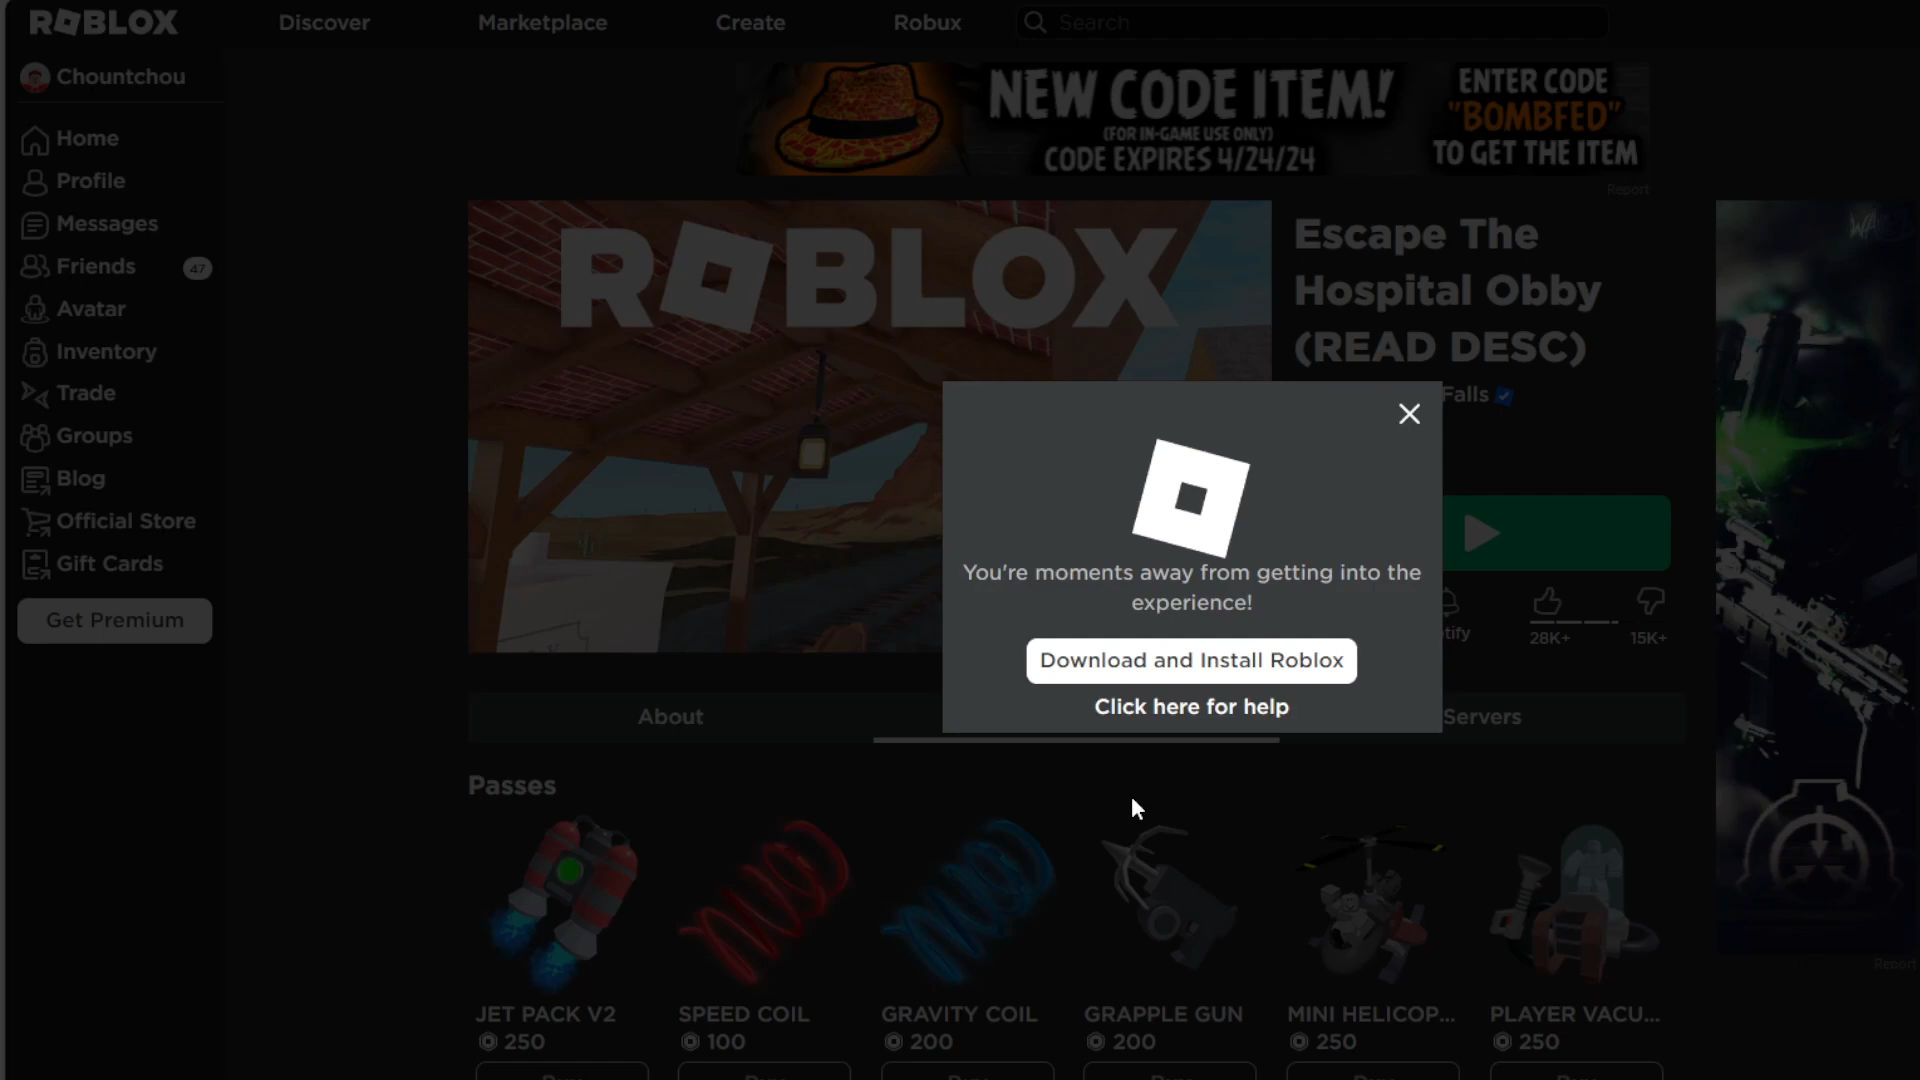 ROBLOX
Discover
Marketplace
Create
Robux
Search
Chountchou
Home
Profile
Messages
Friends
47
Avatar
Inventory
Trade
Groups
Blog
Official Store
Gift Cards
Get Premium
NEW CODE ITEM!
(FOR IN-GAME USE ONLY)
CODE EXPIRES 4/24/24
ENTER CODE
"BOMBFED"
TO GET THE ITEM
Report
ROBLOX
Escape The
Hospital Obby
(READ DESC)
Falls
You're moments away from getting into the
experience!
Download and Install Roblox
Click here for help
tify
28K+
15K+
About
Servers
Passes
JET PACK V2
250
SPEED COIL
100
GRAVITY COIL
200
GRAPPLE GUN
200
MINI HELICOP...
250
PLAYER VACU...
250
Report